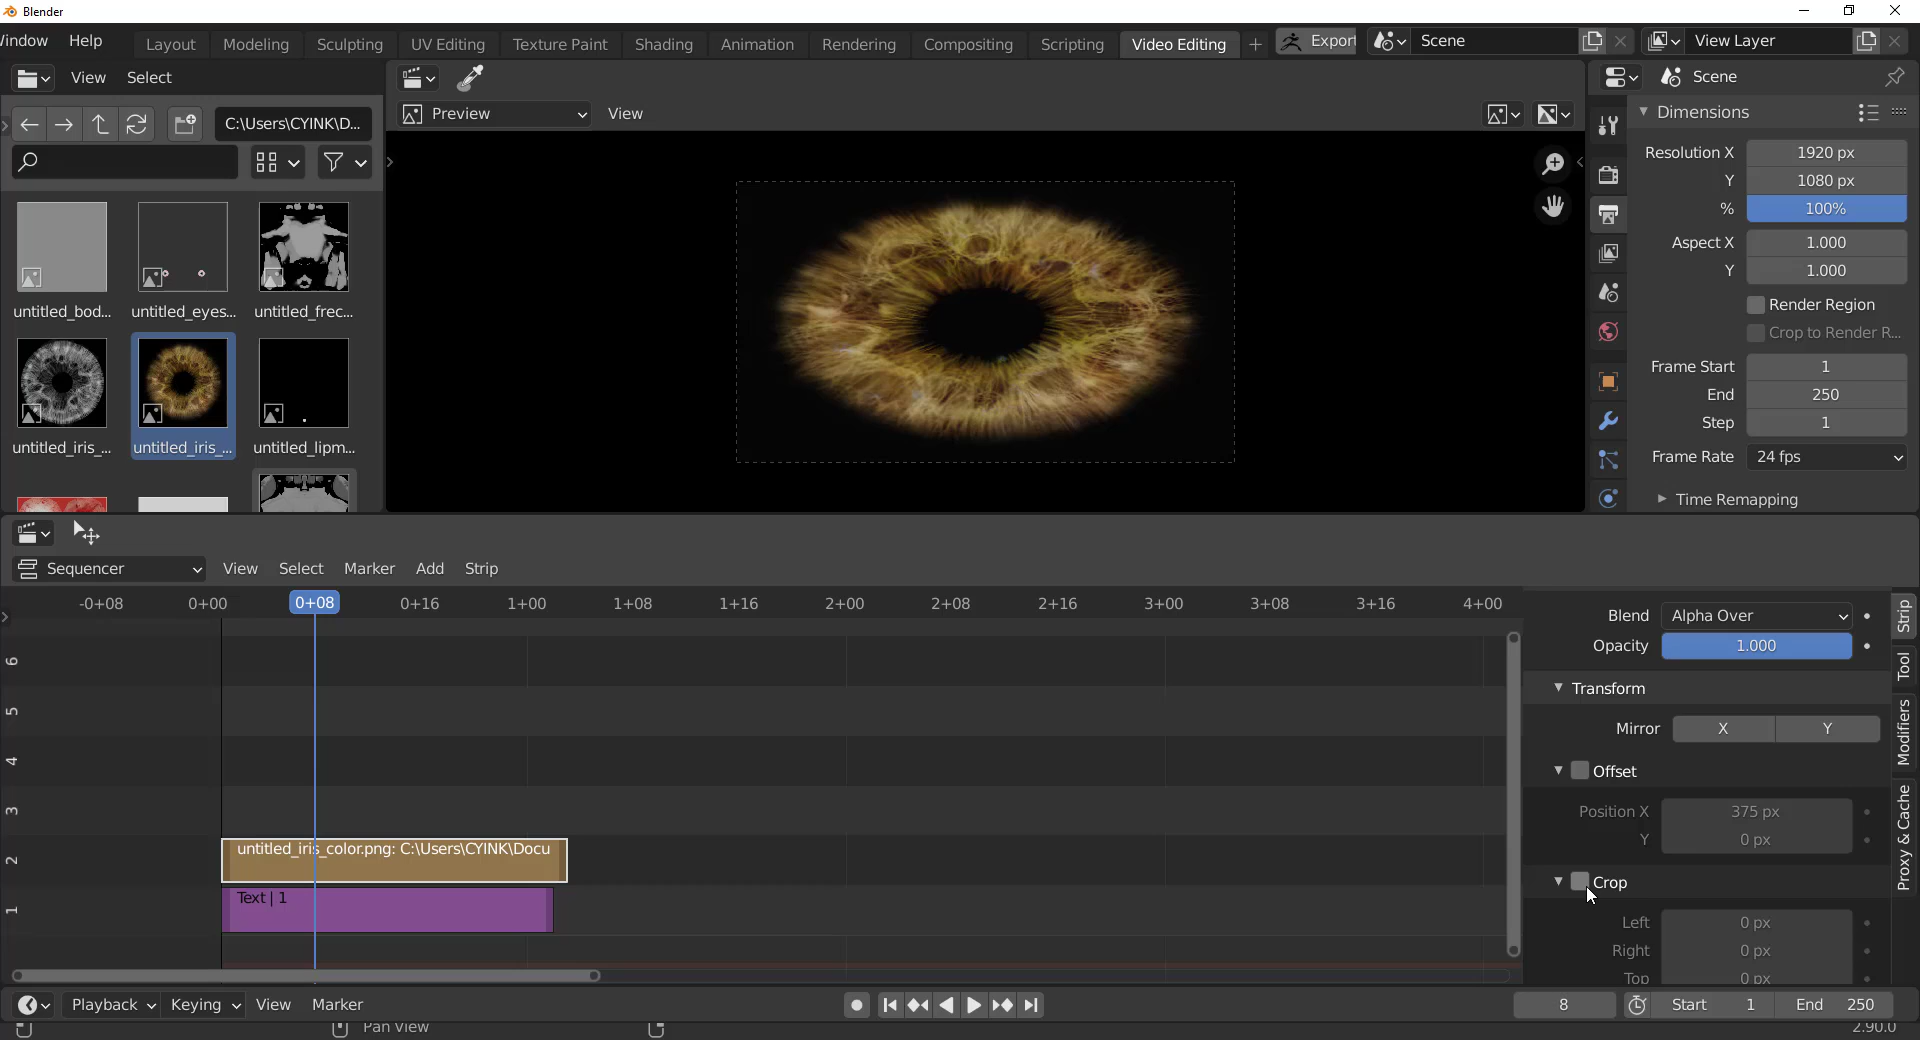 Blender
Window Help Layout Modeling Sculpting UV Editing Texture Paint Shading Animation Rendering Compositing Scripting Video Editing + Export Scene View Layer
View Select
Scene
C:\Users\CYINK\D...
Preview View
Dimensions
Resolution X 1920 px
Y 1080 px
% 100%
Aspect X 1.000
Y 1.000
Render Region
Crop to Render R...
Frame Start 1
End 250
Step 1
Frame Rate 24 fps
Time Remapping
untitled_bod... untitled_eyes... untitled_frec...
untitled_iris_... untitled_iris_... untitled_lipm...
Sequencer View Select Marker Add Strip
-0+08 0+00 0+08 0+16 1+00 1+08 1+16 2+00 2+08 2+16 3+00 3+08 3+16 4+00
6
5
4
3
2
1
untitled_iris_color.png: C:\Users\CYINK\Docu
Text | 1
Blend Alpha Over
Opacity 1.000
Transform
Mirror X Y
Offset
Position X 375 px
Y 0 px
Crop
Left 0 px
Right 0 px
Top 0 px
Strip
Tool
Modifiers
Proxy & Cache
Playback Keying View Marker 8 Start 1 End 250
Pan View 2.90.0